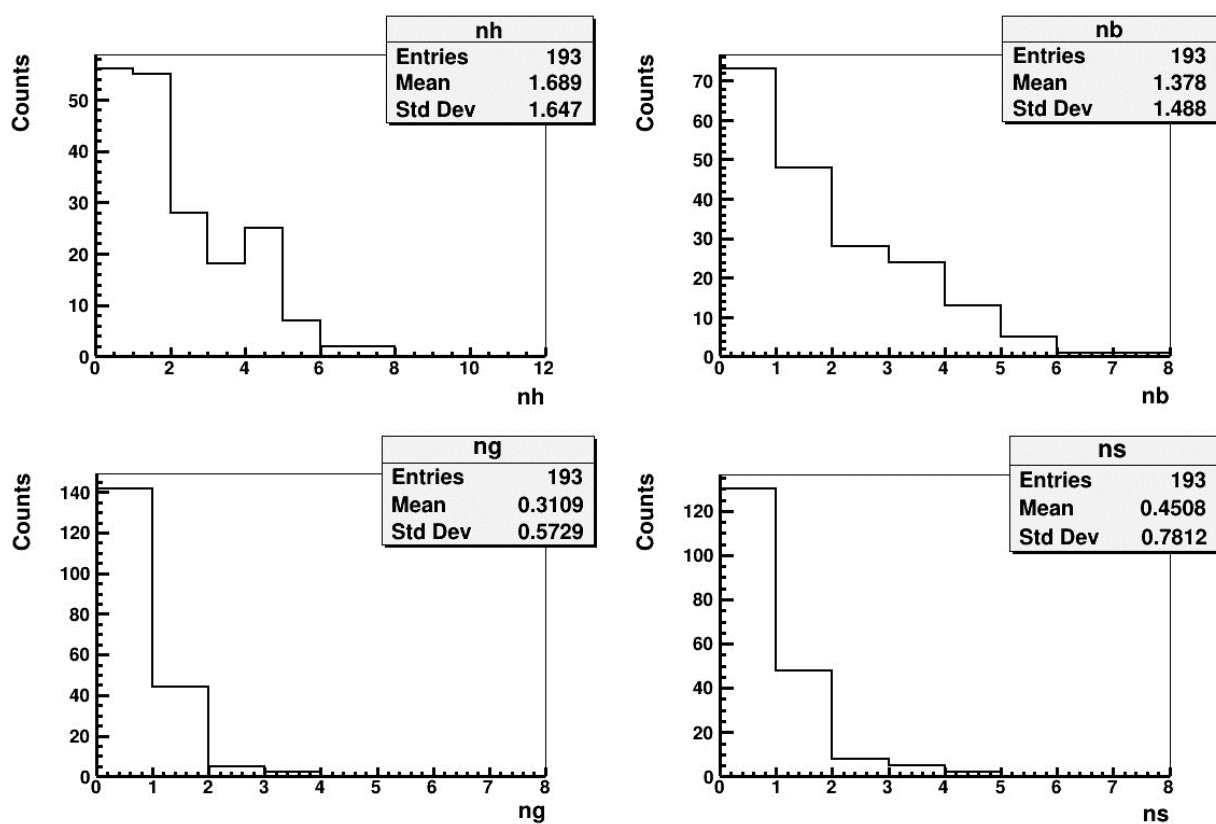 nh
Entries 193
Mean 1.689
Std Dev 1.647
Counts
50
40
30
20
10
0
0 2 4 6 8 10 12
nh
nb
Entries 193
Mean 1.378
Std Dev 1.488
Counts
70
60
50
40
30
20
10
0
0 1 2 3 4 5 6 7 8
nb
ng
Entries 193
Mean 0.3109
Std Dev 0.5729
Counts
140
120
100
80
60
40
20
0
0 1 2 3 4 5 6 7 8
ng
ns
Entries 193
Mean 0.4508
Std Dev 0.7812
Counts
120
100
80
60
40
20
0
0 1 2 3 4 5 6 7 8
ns